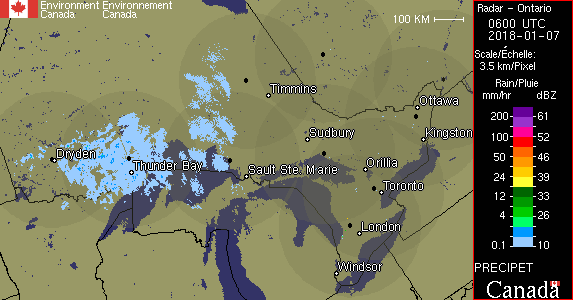 Environment Environnement
Canada Canada
100 KM
Timmins
Ottawa
Sudbury
Kingston
Dryden
Thunder Bay
Sault Ste. Marie
Orillia
Toronto
London
Windsor
Radar – Ontario
0600 UTC
2018-01-07
Scale/Échelle:
3.5 km/Pixel
Rain/Pluie
mm/hr dBZ
200 61
100 52
50 46
24 39
12 33
4 26
0.1 10
PRECIPET
Canada